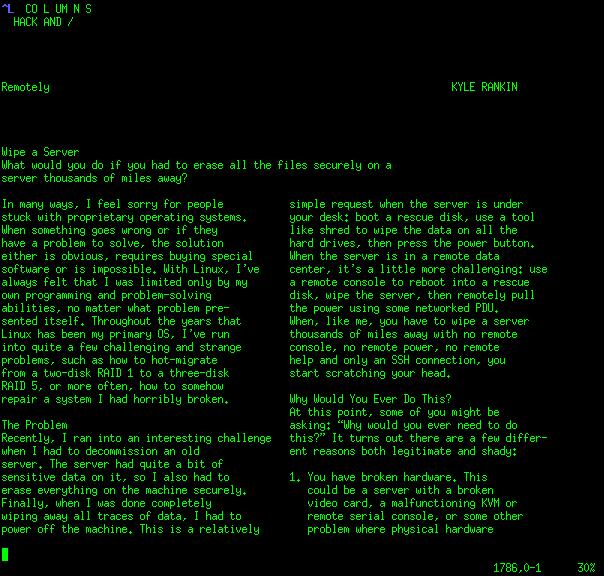 ^L  CO L UM N S
HACK AND /
Remotely
KYLE RANKIN
Wipe a Server
What would you do if you had to erase all the files securely on a
server thousands of miles away?
In many ways, I feel sorry for people
stuck with proprietary operating systems.
When something goes wrong or if they
have a problem to solve, the solution
either is obvious, requires buying special
software or is impossible. With Linux, I’ve
always felt that I was limited only by my
own programming and problem-solving
abilities, no matter what problem pre-
sented itself. Throughout the years that
Linux has been my primary OS, I’ve run
into quite a few challenging and strange
problems, such as how to hot-migrate
from a two-disk RAID 1 to a three-disk
RAID 5, or more often, how to somehow
repair a system I had horribly broken.
The Problem
Recently, I ran into an interesting challenge
when I had to decommission an old
server. The server had quite a bit of
sensitive data on it, so I also had to
erase everything on the machine securely.
Finally, when I was done completely
wiping away all traces of data, I had to
power off the machine. This is a relatively
simple request when the server is under
your desk: boot a rescue disk, use a tool
like shred to wipe the data on all the
hard drives, then press the power button.
When the server is in a remote data
center, it’s a little more challenging: use
a remote console to reboot into a rescue
disk, wipe the server, then remotely pull
the power using some networked PDU.
When, like me, you have to wipe a server
thousands of miles away with no remote
console, no remote power, no remote
help and only an SSH connection, you
start scratching your head.
Why Would You Ever Do This?
At this point, some of you might be
asking: “Why would you ever need to do
this?” It turns out there are a few differ-
ent reasons both legitimate and shady:
1. You have broken hardware. This
could be a server with a broken
video card, a malfunctioning KVM or
remote serial console, or some other
problem where physical hardware
1786,0-1 30%